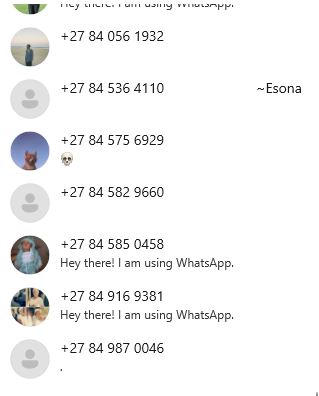 Hey there! I am using WhatsApp.
+27 84 056 1932
+27 84 536 4110 ~Esona
+27 84 575 6929
💀
+27 84 582 9660
+27 84 585 0458
Hey there! I am using WhatsApp.
+27 84 916 9381
Hey there! I am using WhatsApp.
+27 84 987 0046
.